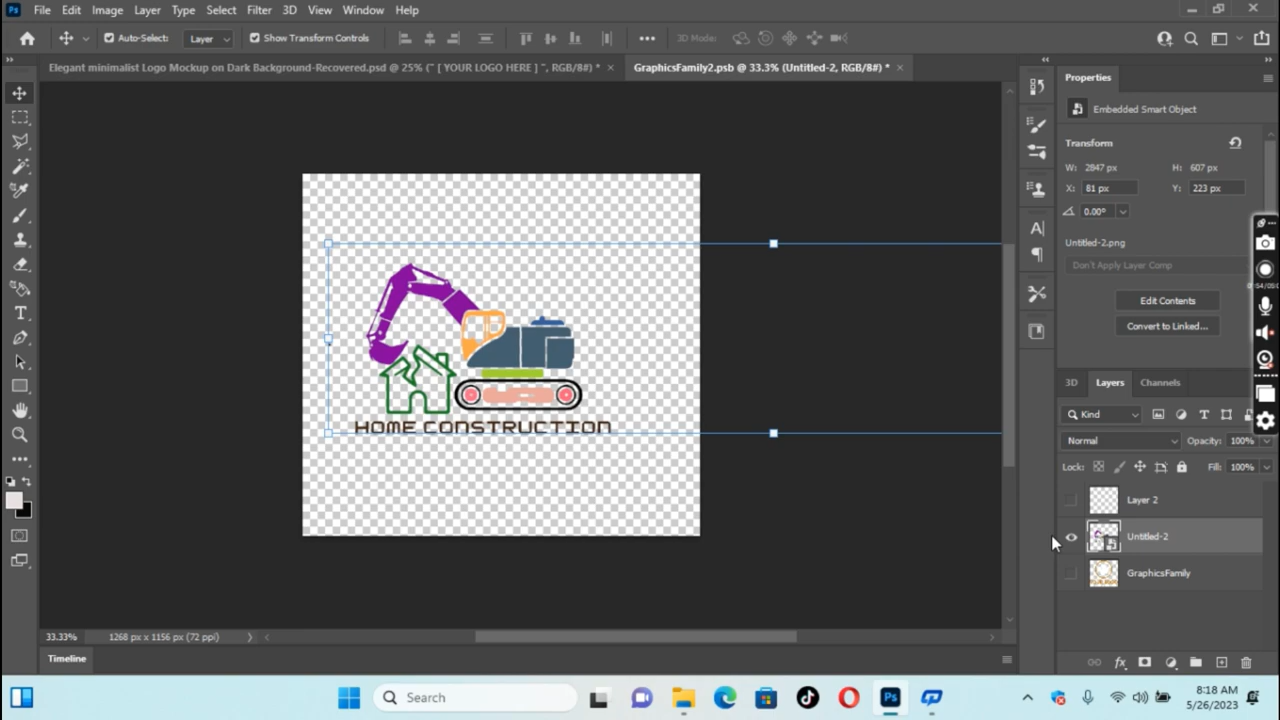 Ps File Edit Image Layer Type Select Filter 3D View Window Help
Auto-Select: Layer Show Transform Controls 3D Mode:
Elegant minimalist Logo Mockup on Dark Background-Recovered.psd @ 25% (" [ YOUR LOGO HERE ] ", RGB/8#) * × GraphicsFamily2.psb @ 33.3% (Untitled-2, RGB/8#) * ×
Properties
Embedded Smart Object
Transform
W: 2847 px H: 607 px
X: 81 px Y: 223 px
0.00°
Untitled-2.png
Don't Apply Layer Comp
Edit Contents
Convert to Linked...
HOME CONSTRUCTION
3D Layers Channels
Kind
Normal Opacity: 100%
Lock: Fill: 100%
Layer 2
Untitled-2
GraphicsFamily
33.33% 1268 px x 1156 px (72 ppi)
Timeline
Search
Ps
8:18 AM
5/26/2023